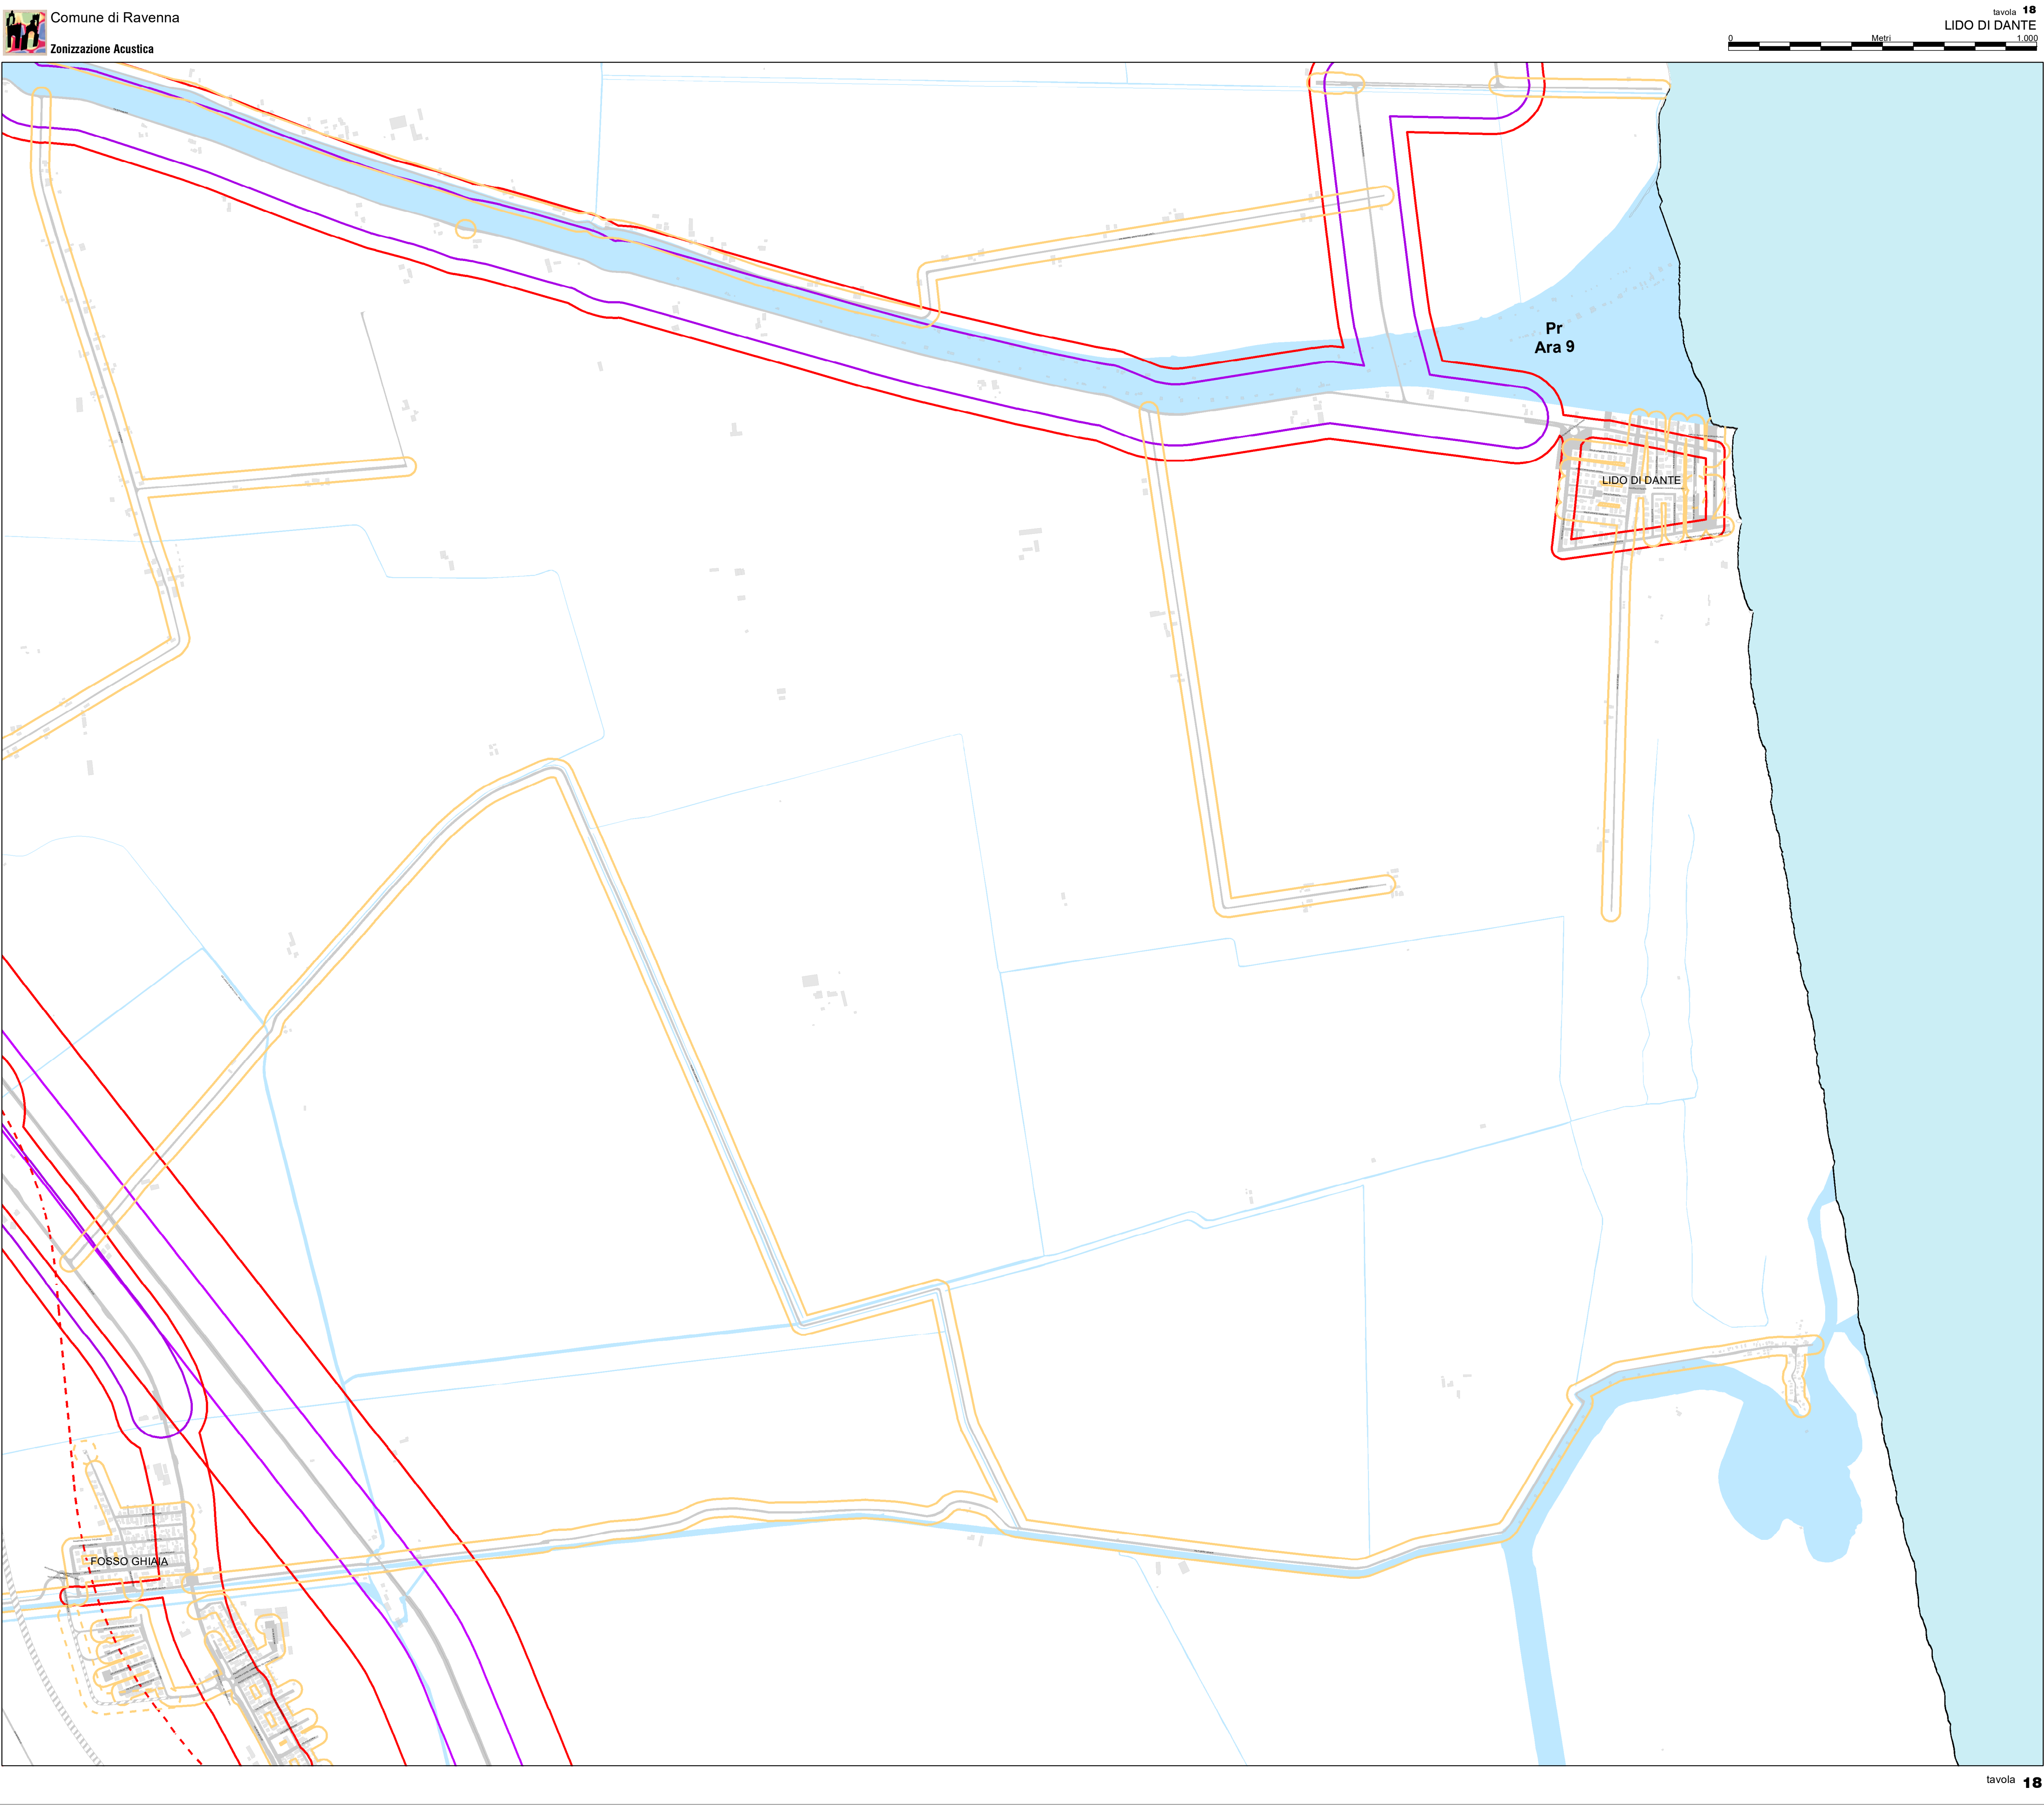 Comune di Ravenna
Zonizzazione Acustica
tavola 18
LIDO DI DANTE
0 Metri 1.000
Pr
Ara 9
LIDO DI DANTE
FOSSO GHIAIA
tavola 18